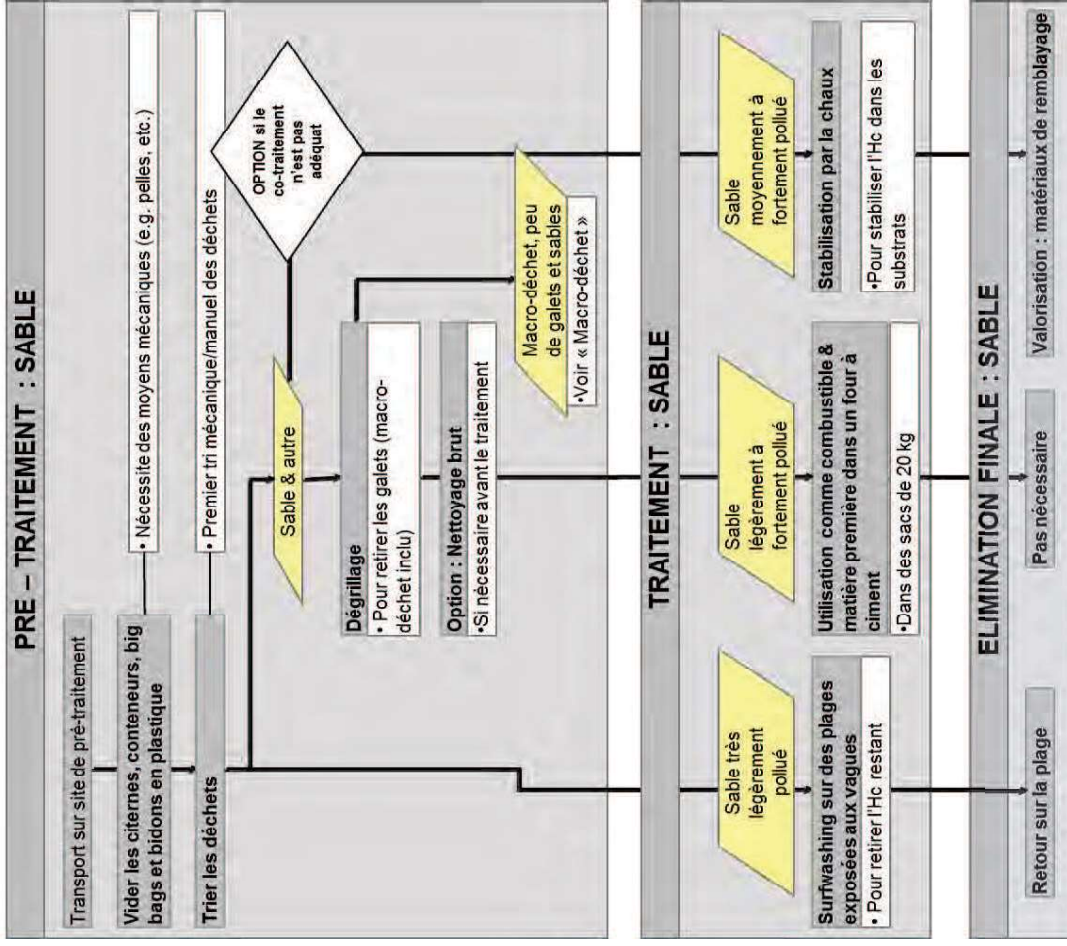 PRE – TRAITEMENT : SABLE
Transport sur site de pré-traitement
Vider les citernes, conteneurs, big
bags et bidons en plastique
• Nécessite des moyens mécaniques (e.g. pelles, etc.)
Trier les déchets
• Premier tri mécanique/manuel des déchets
Sable & autre
OPTION si le
co-traitement
n'est pas
adéquat
Dégrillage
• Pour retirer les galets (macro-
déchet inclu)
Option : Nettoyage brut
•Si nécessaire avant le traitement
Macro-déchet, peu
de galets et sables
•Voir « Macro-déchet »
TRAITEMENT : SABLE
Sable très
légèrement
pollué
Surfwashing sur des plages
exposées aux vagues
• Pour retirer l'Hc restant
Sable
légèrement à
fortement pollué
Utilisation comme combustible &
matière première dans un four à
ciment
•Dans des sacs de 20 kg
Sable
moyennement à
fortement pollué
Stabilisation par la chaux
•Pour stabiliser l'Hc dans les
substrats
ELIMINATION FINALE : SABLE
Retour sur la plage
Pas nécessaire
Valorisation : matériaux de remblayage